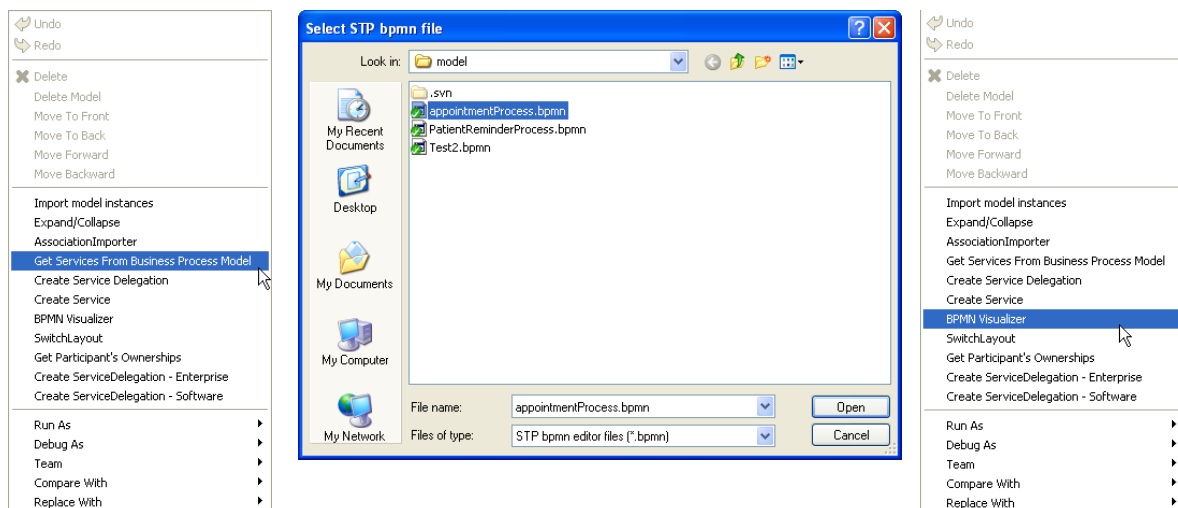 Undo
Redo
Delete
Delete Model
Move To Front
Move To Back
Move Forward
Move Backward
Import model instances
Expand/Collapse
AssociationImporter
Get Services From Business Process Model
Create Service Delegation
Create Service
BPMN Visualizer
SwitchLayout
Get Participant's Ownerships
Create ServiceDelegation - Enterprise
Create ServiceDelegation - Software
Run As
Debug As
Team
Compare With
Replace With
Select STP bpmn file
Look in:
model
My Recent
Documents
Desktop
My Documents
My Computer
My Network
.svn
appointmentProcess.bpmn
PatientReminderProcess.bpmn
Test2.bpmn
File name:
appointmentProcess.bpmn
Open
Files of type:
STP bpmn editor files (*.bpmn)
Cancel
Undo
Redo
Delete
Delete Model
Move To Front
Move To Back
Move Forward
Move Backward
Import model instances
Expand/Collapse
AssociationImporter
Get Services From Business Process Model
Create Service Delegation
Create Service
BPMN Visualizer
SwitchLayout
Get Participant's Ownerships
Create ServiceDelegation - Enterprise
Create ServiceDelegation - Software
Run As
Debug As
Team
Compare With
Replace With